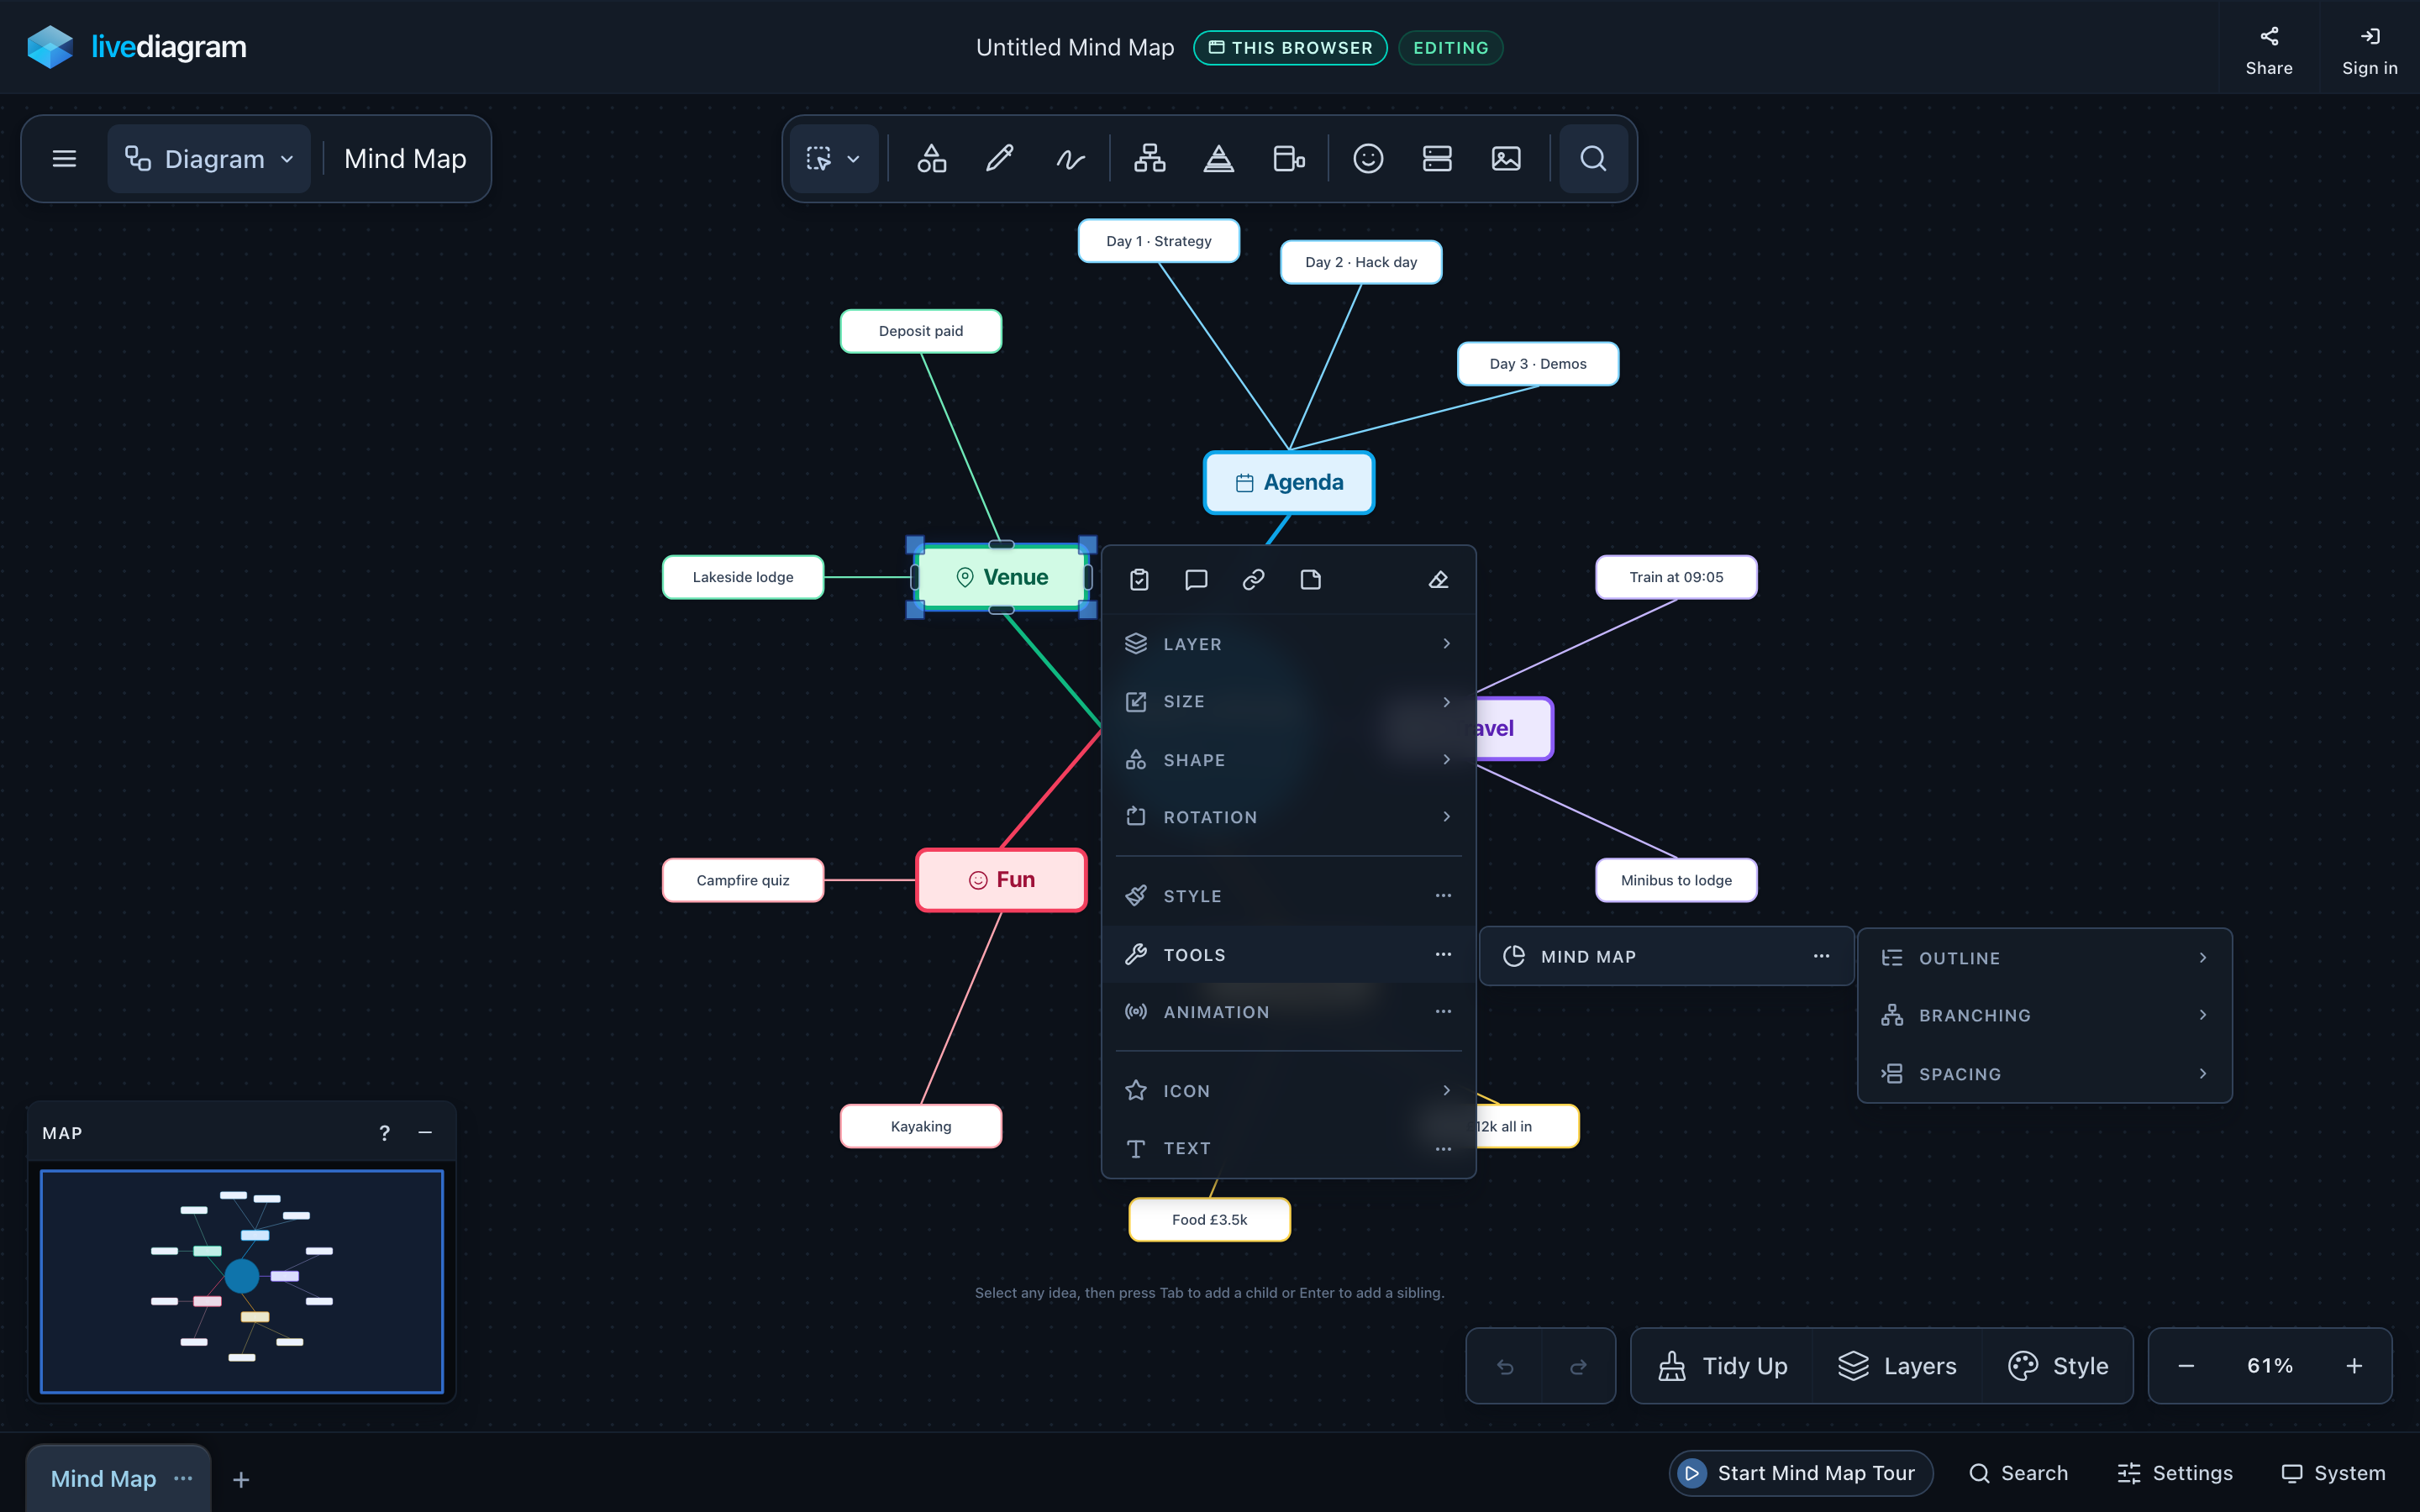 livediagram
Untitled Mind Map
THIS BROWSER
EDITING
Share
Sign in
Diagram
Mind Map
Day 1 · Strategy
Day 2 · Hack day
Deposit paid
Day 3 · Demos
Agenda
Lakeside lodge
Venue
Train at 09:05
LAYER
SIZE
avel
SHAPE
ROTATION
Campfire quiz
Fun
Minibus to lodge
STYLE
TOOLS
MIND MAP
OUTLINE
ANIMATION
BRANCHING
SPACING
ICON
Kayaking
12k all in
MAP
?
TEXT
Food £3.5k
Select any idea, then press Tab to add a child or Enter to add a sibling.
Tidy Up
Layers
Style
61%
Mind Map
Start Mind Map Tour
Search
Settings
System